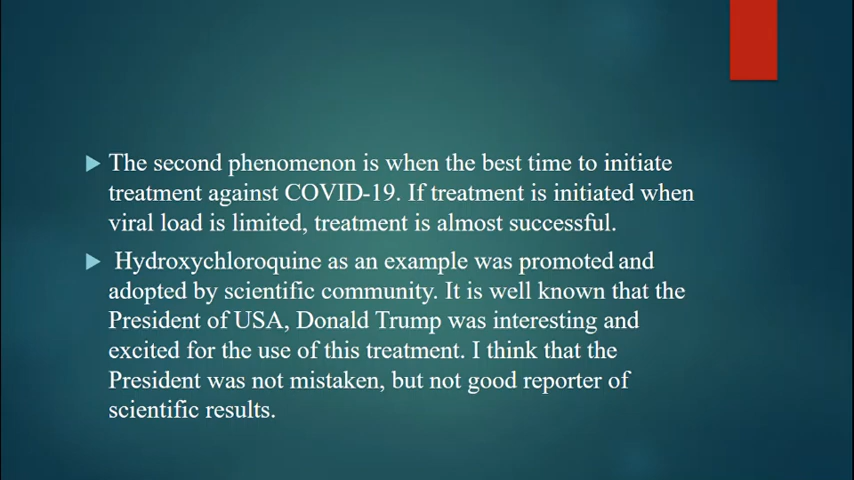 The second phenomenon is when the best time to initiate
treatment against COVID-19. If treatment is initiated when
viral load is limited, treatment is almost successful.
Hydroxychloroquine as an example was promoted and
adopted by scientific community. It is well known that the
President of USA, Donald Trump was interesting and
excited for the use of this treatment. I think that the
President was not mistaken, but not good reporter of
scientific results.